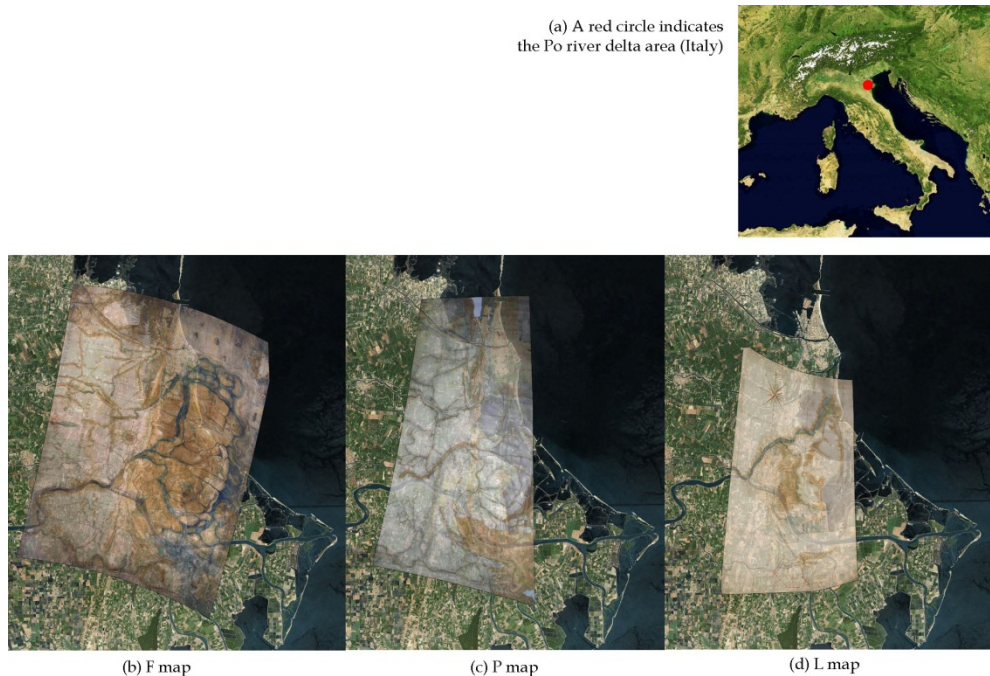 (a) A red circle indicates
the Po river delta area (Italy)
(b) F map
(c) P map
(d) L map